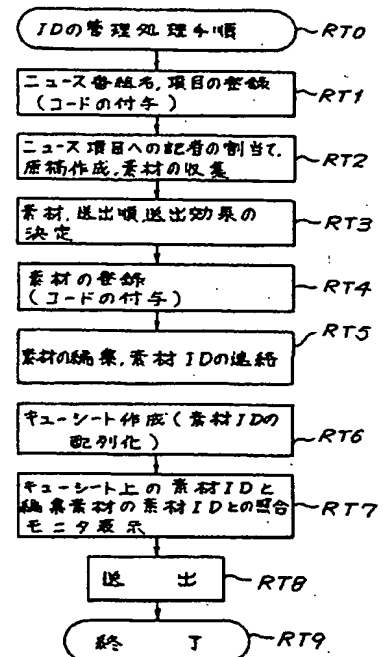 IDの管理処理手順
RT0
ニュース番組名,項目の登録
(コードの付与)
RT1
ニュース項目への記者の割当て,
原稿作成,素材の収集
RT2
素材,送出順,送出効果の
決定
RT3
素材の登録
(コードの付与)
RT4
RT5
素材の編集,素材IDの連絡
キューシート作成(素材IDの
配列化)
RT6
キューシート上の素材IDと
編集素材の素材IDとの照合
モニタ表示
RT7
送 出
RT8
終 了
RT9